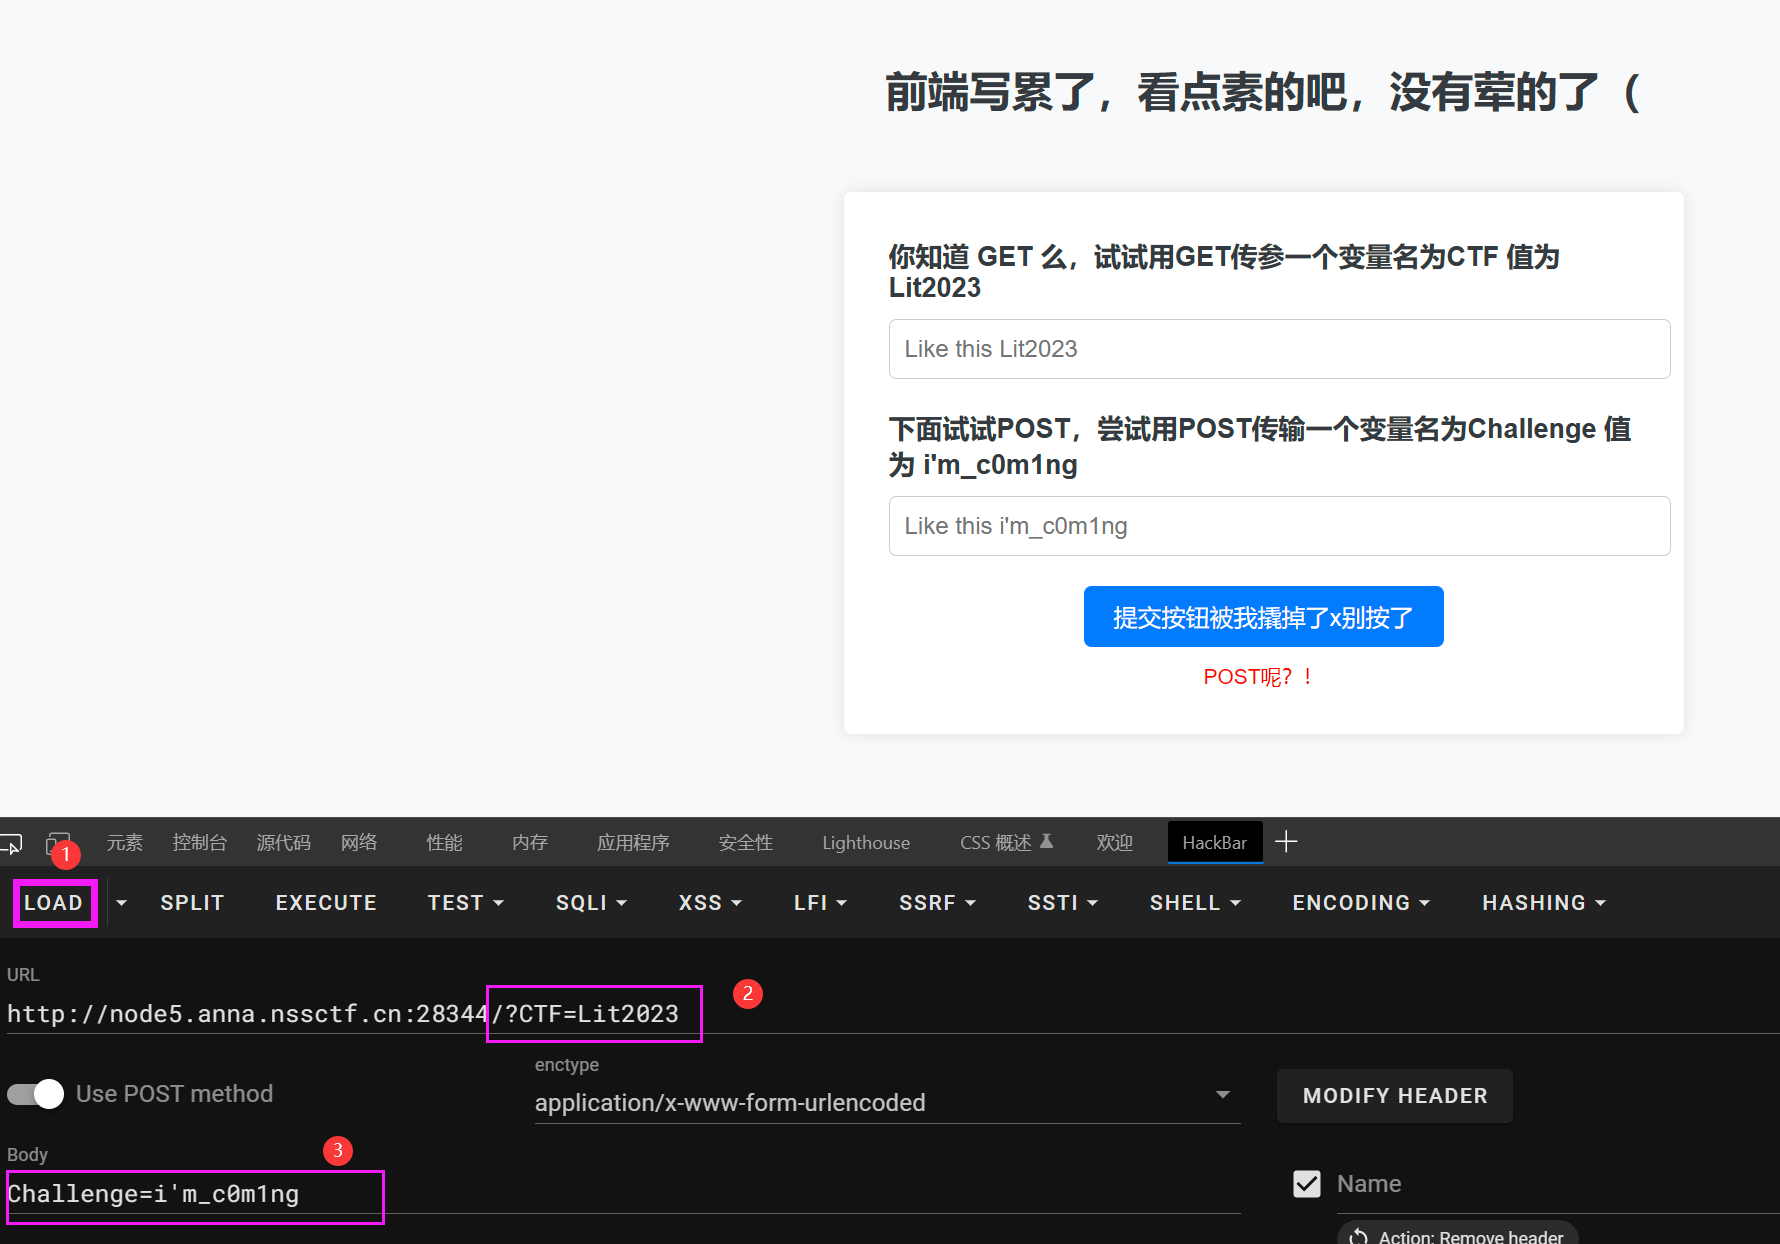 前端写累了，看点素的吧，没有荤的了（
你知道 GET 么，试试用GET传参一个变量名为CTF 值为
Lit2023
Like this Lit2023
下面试试POST，尝试用POST传输一个变量名为Challenge 值
为 i'm_c0m1ng
Like this i'm_c0m1ng
提交按钮被我撬掉了x别按了
POST呢？！
元素 控制台 源代码 网络 性能 内存 应用程序 安全性 Lighthouse CSS 概述 欢迎 HackBar
1
LOAD SPLIT EXECUTE TEST SQLI XSS LFI SSRF SSTI SHELL ENCODING HASHING
URL
2
http://node5.anna.nssctf.cn:28344/?CTF=Lit2023
enctype
Use POST method
application/x-www-form-urlencoded
MODIFY HEADER
Body
3
Challenge=i'm_c0m1ng
Name
Action: Remove header